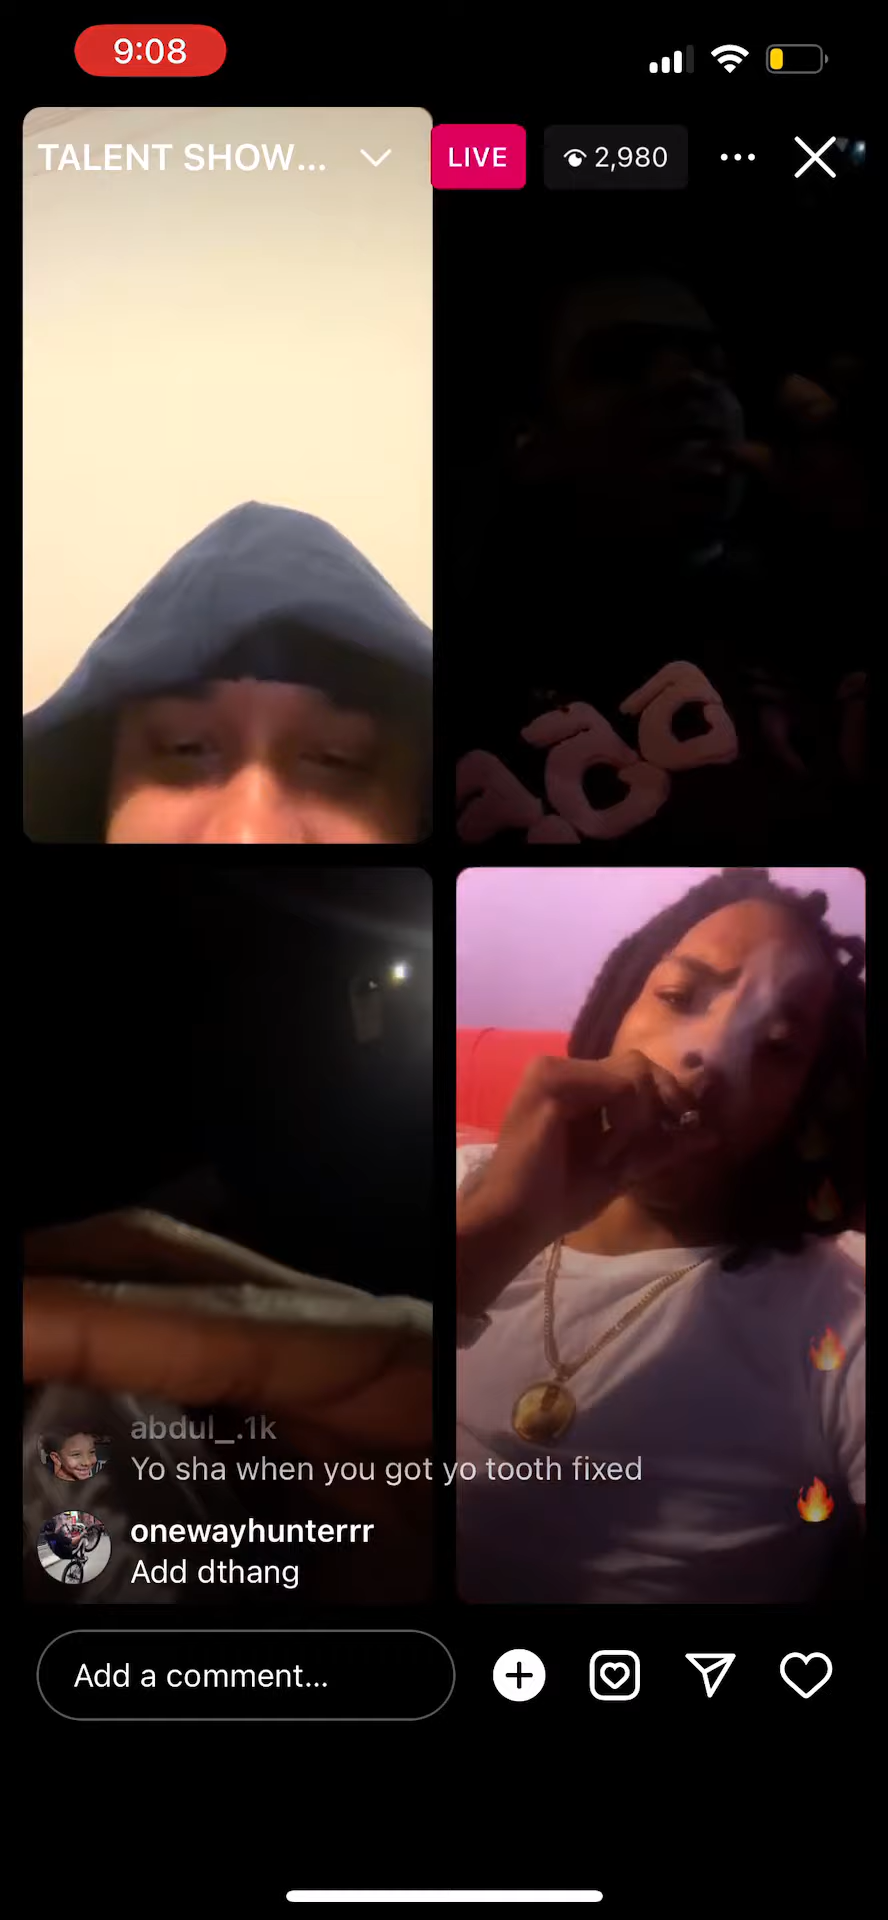 9:08
TALENT SHOW...
LIVE
2,980
abdul_.1k
Yo sha when you got yo tooth fixed
onewayhunterrr
Add dthang
Add a comment...